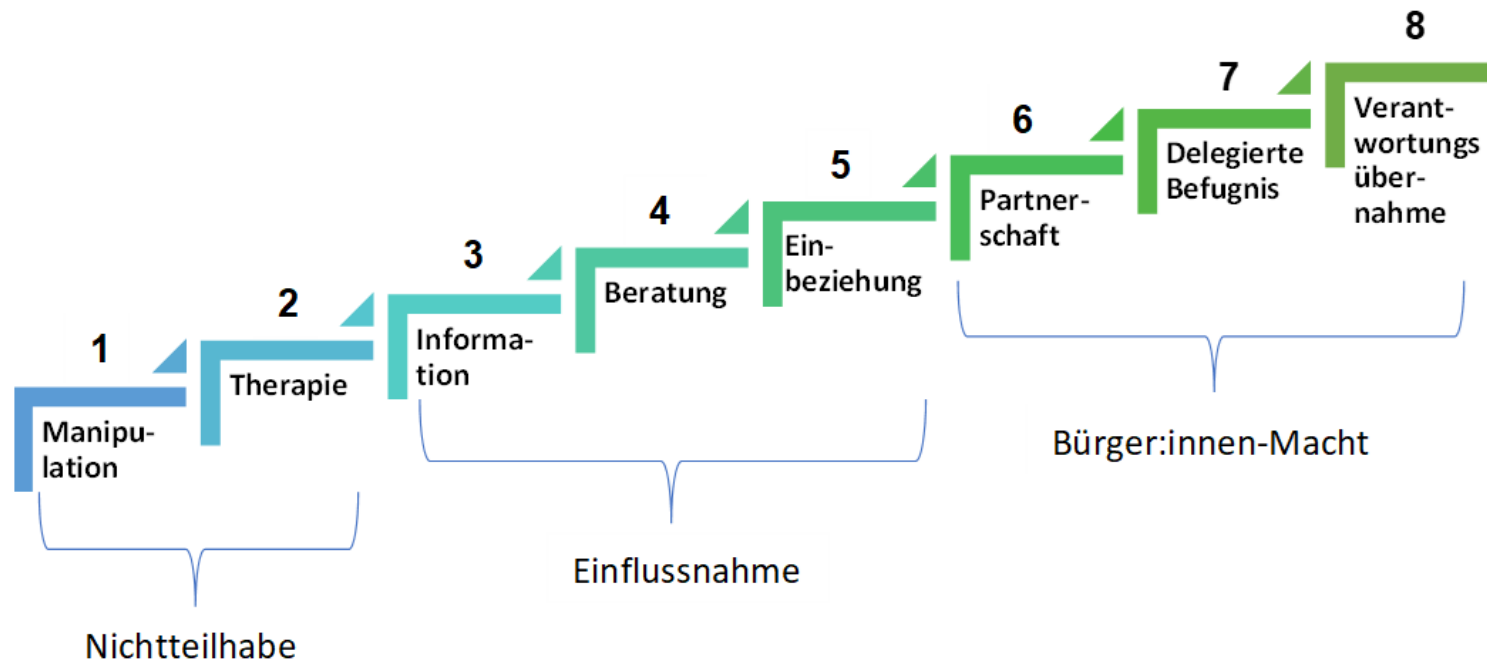 1
Manipu-
lation
2
Therapie
3
Informa-
tion
4
Beratung
5
Ein-
beziehung
6
Partner-
schaft
7
Delegierte
Befugnis
8
Verant-
wortungs
über-
nahme
Nichtteilhabe
Einflussnahme
Bürger:innen-Macht